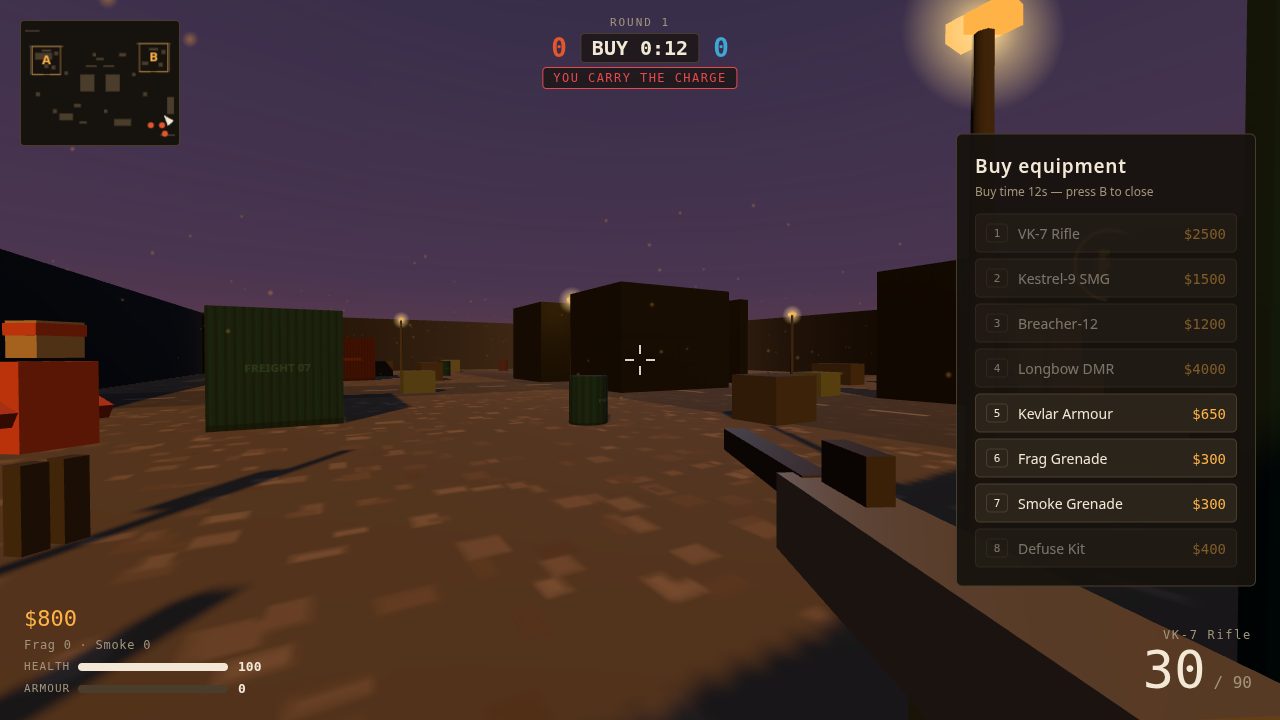 ROUND 1
0 BUY 0:12 0
YOU CARRY THE CHARGE
A
B
Buy equipment
Buy time 12s — press B to close
1 VK-7 Rifle $2500
2 Kestrel-9 SMG $1500
3 Breacher-12 $1200
4 Longbow DMR $4000
5 Kevlar Armour $650
6 Frag Grenade $300
7 Smoke Grenade $300
8 Defuse Kit $400
FREIGHT 07
$800
Frag 0 · Smoke 0
HEALTH 100
ARMOUR 0
VK-7 Rifle
30 / 90